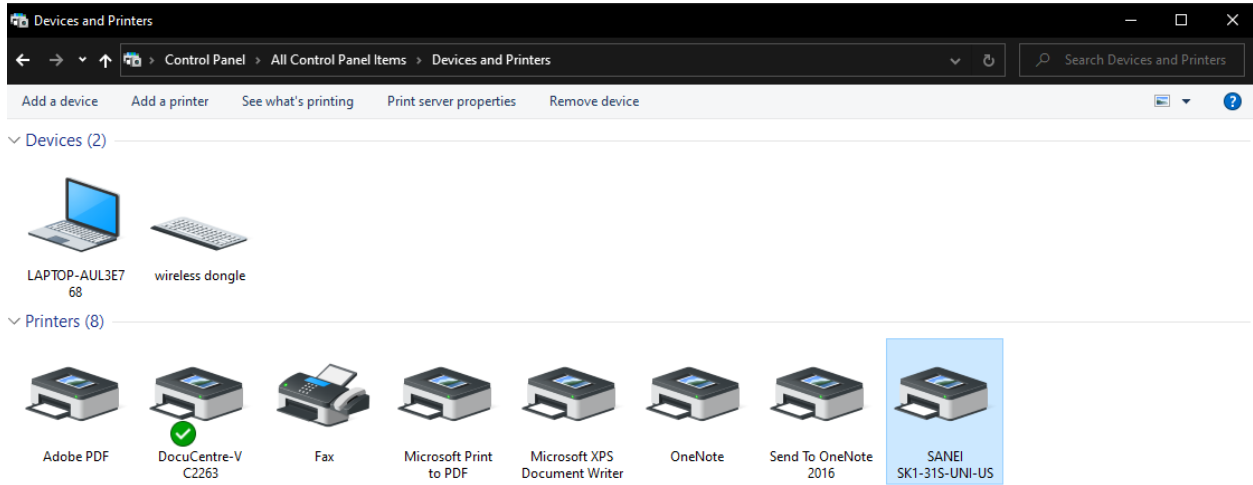 Devices and Printers
Control Panel > All Control Panel Items > Devices and Printers
Search Devices and Printers
Add a device Add a printer See what's printing Print server properties Remove device
?
Devices (2)
LAPTOP-AUL3E7 wireless dongle
68
Printers (8)
Adobe PDF DocuCentre-V Fax Microsoft Print Microsoft XPS OneNote Send To OneNote SANEI
C2263 to PDF Document Writer 2016 SK1-31S-UNI-US